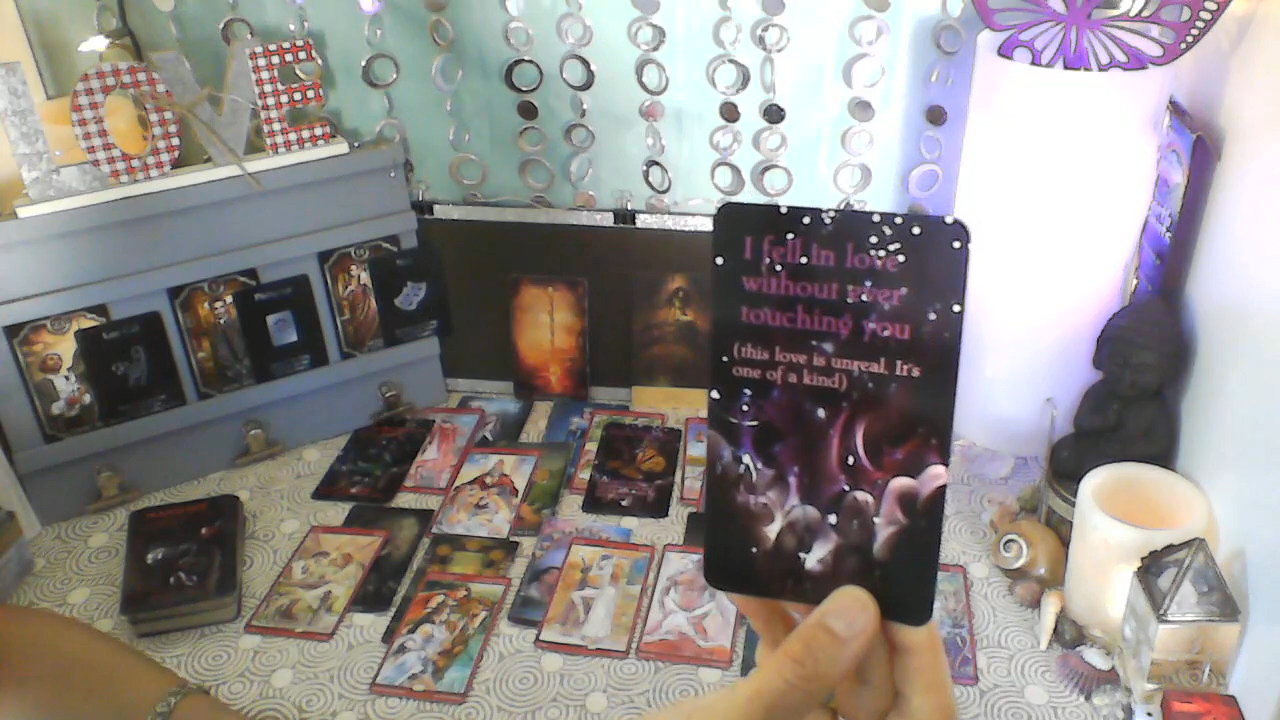 LOVE
I fell in love
without ever
touching you
(this love is unreal. It's
one of a kind)